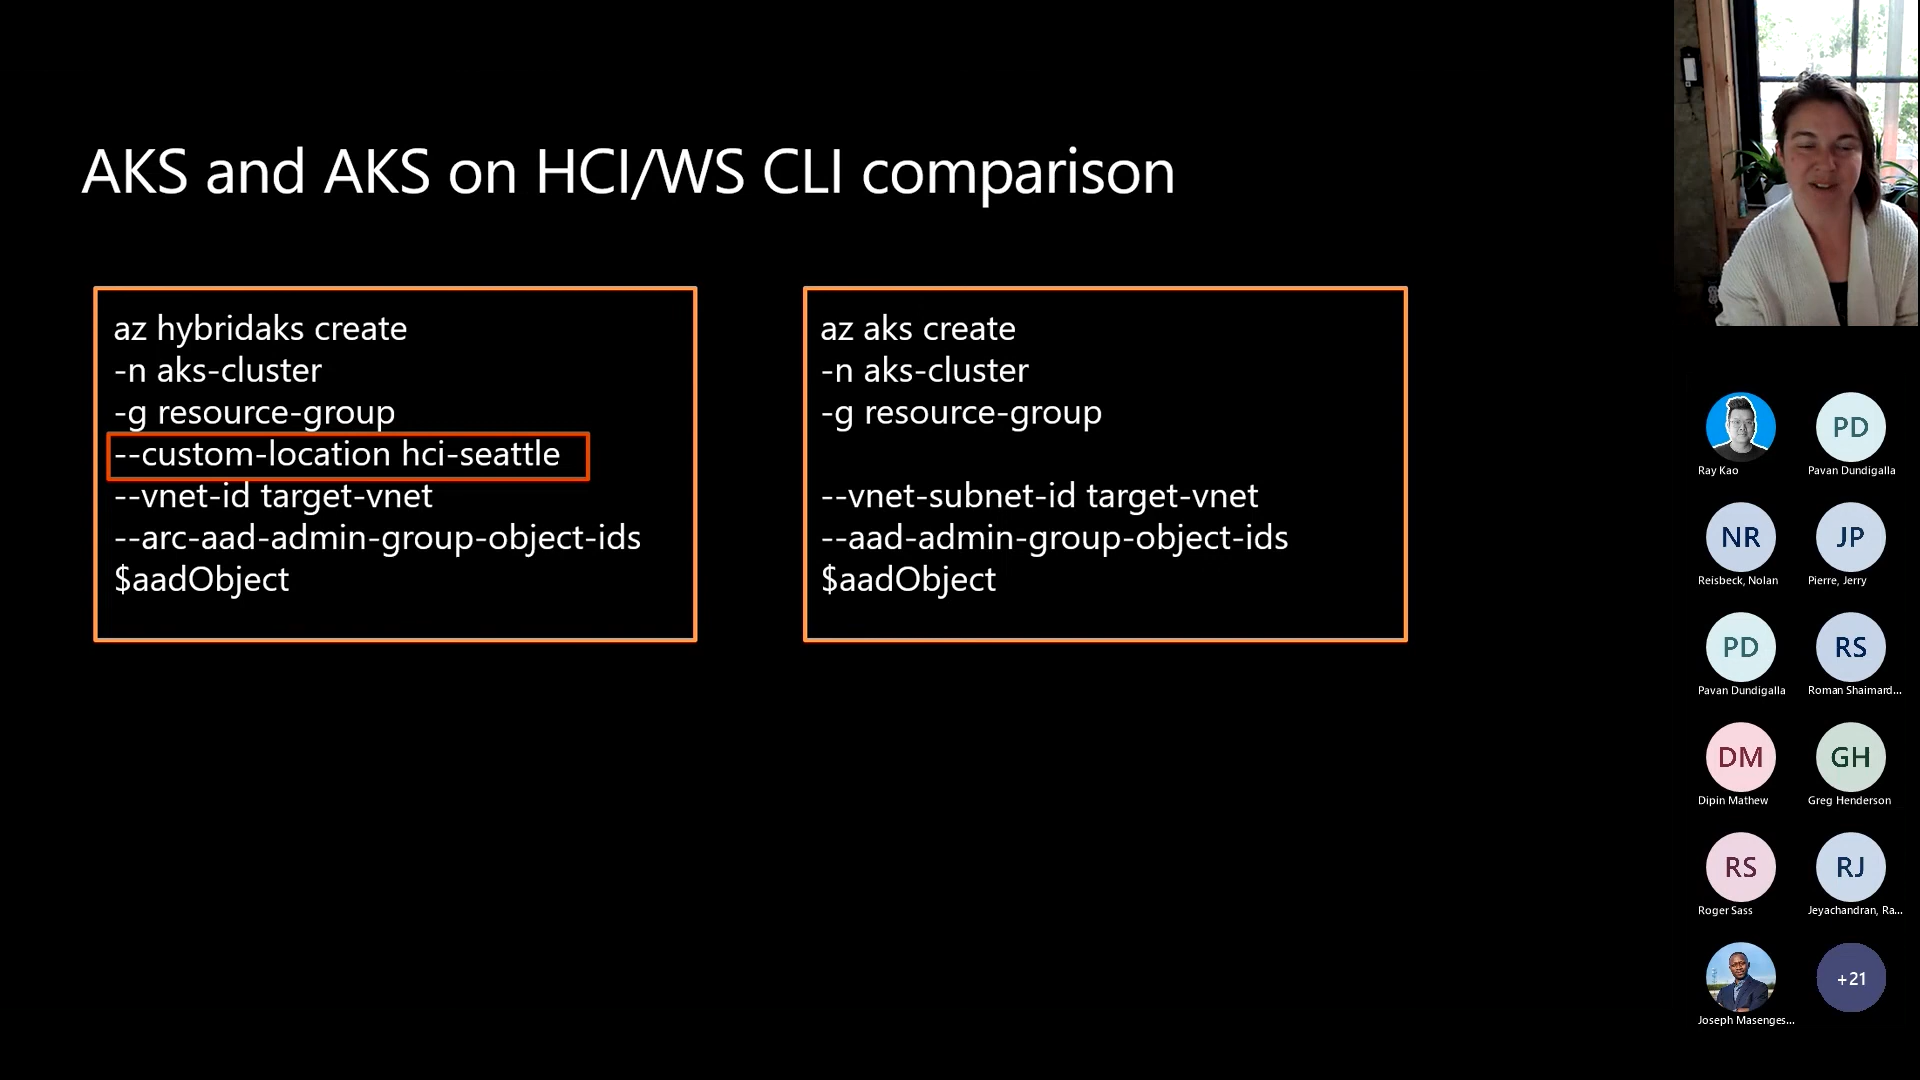 AKS and AKS on HCI/WS CLI comparison
az hybridaks create
-n aks-cluster
-g resource-group
--custom-location hci-seattle
--vnet-id target-vnet
--arc-aad-admin-group-object-ids
$aadObject
az aks create
-n aks-cluster
-g resource-group
--vnet-subnet-id target-vnet
--aad-admin-group-object-ids
$aadObject
Ray Kao
PD
Pavan Dundigalla
NR
Reisbeck, Nolan
JP
Pierre, Jerry
PD
Pavan Dundigalla
RS
Roman Shaimard...
DM
Dipin Mathew
GH
Greg Henderson
RS
Roger Sass
RJ
Jeyachandran, Ra...
Joseph Masenges...
+21